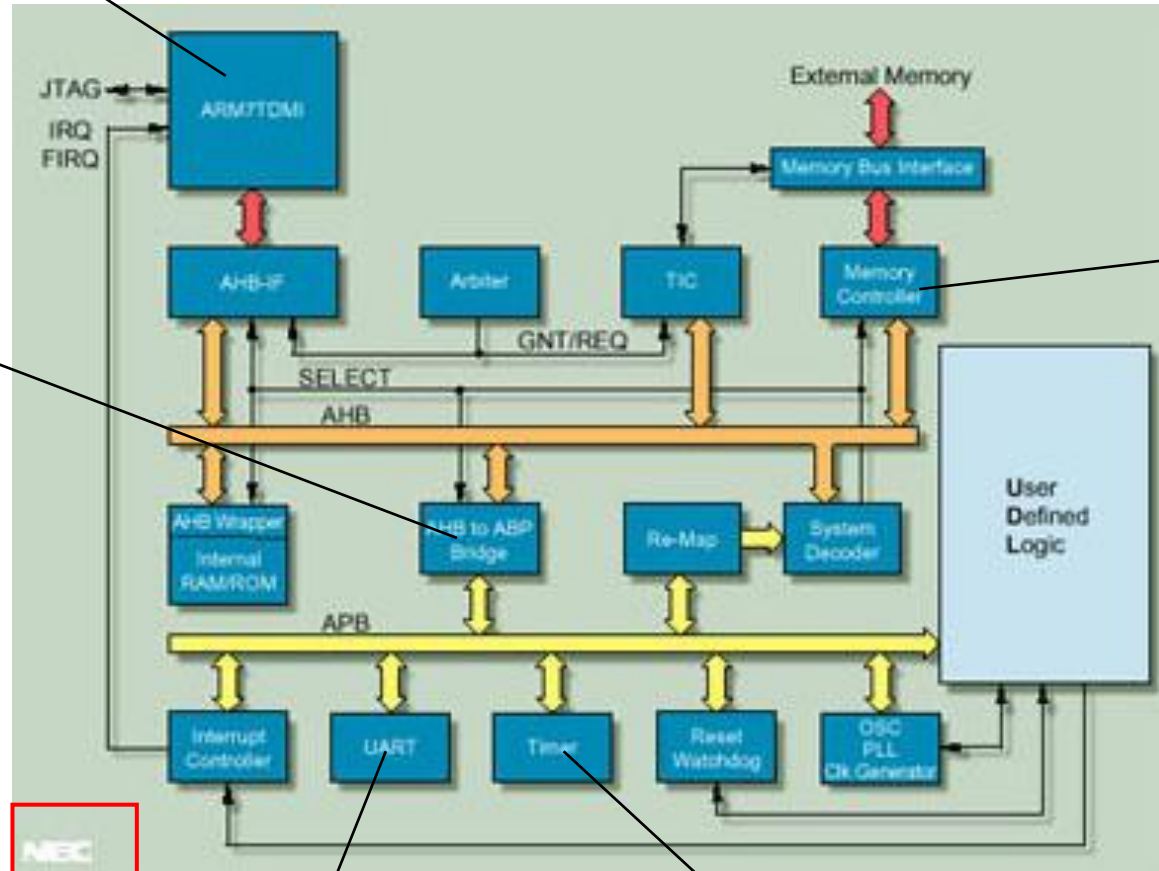 JTAG
IRQ
FIRQ
ARM7TDMI
External Memory
Memory Bus Interface
AHB-IF
Arbiter
TIC
Memory
Controller
GNT/REQ
SELECT
AHB
AHB Wrapper
Internal
RAM/ROM
HB to ABP
Bridge
Re-Map
System
Decoder
User
Defined
Logic
APB
Interrupt
Controller
UART
Timer
Reset
Watchdog
OSC
PLL
Clk Generator
NEC